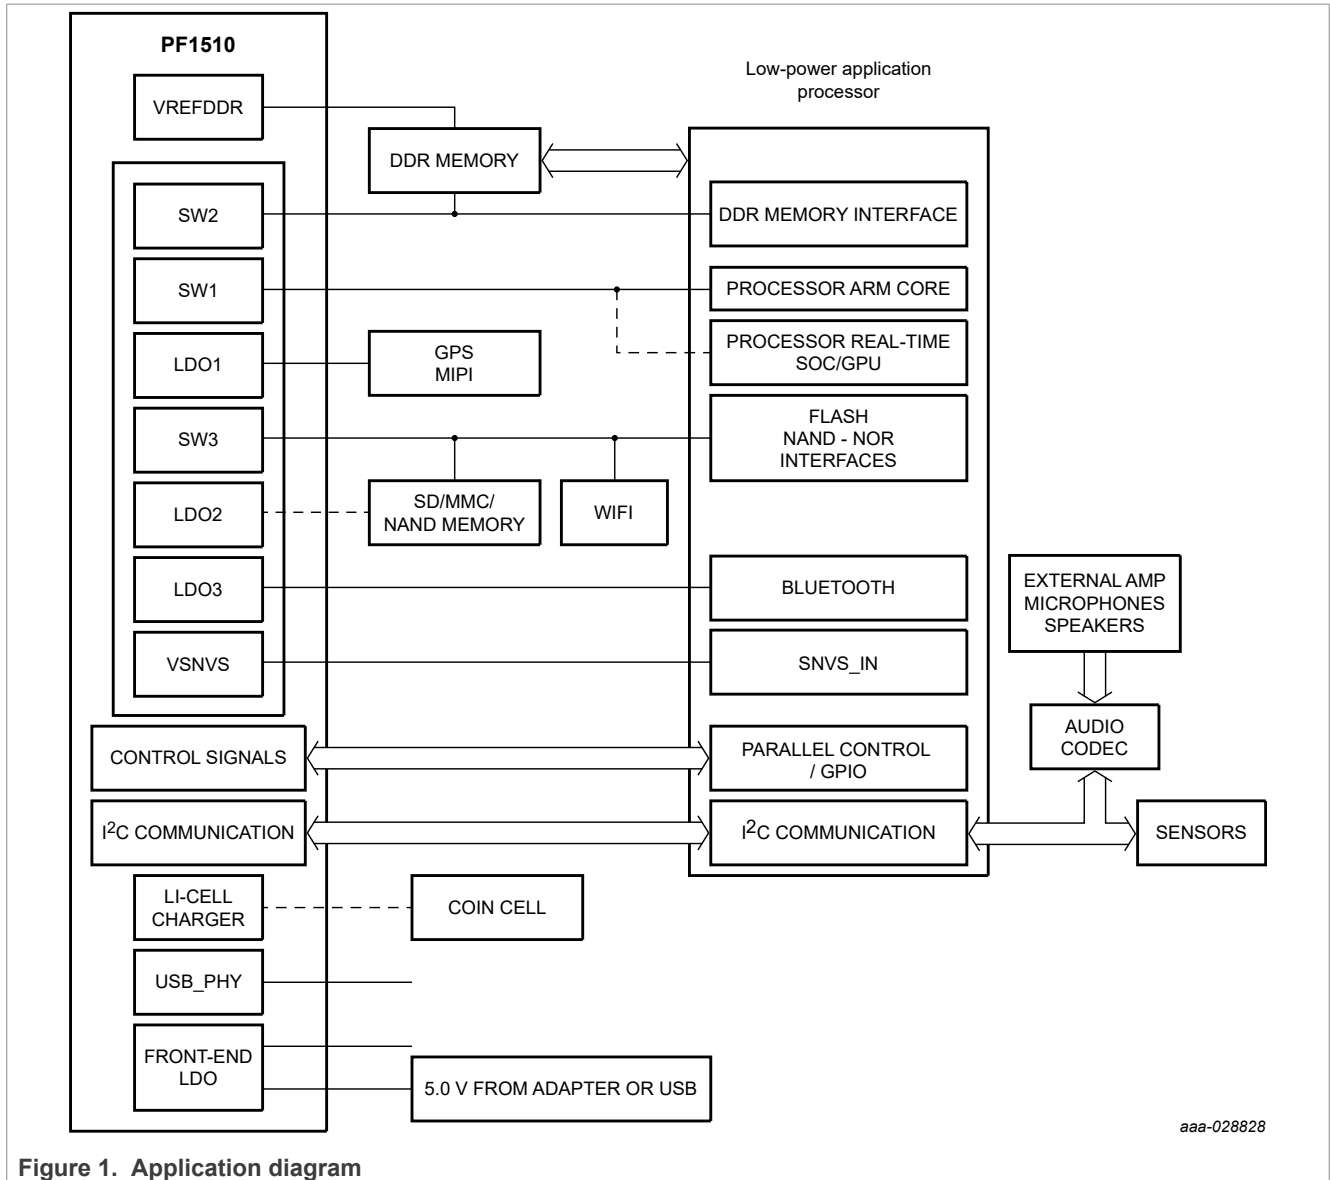 PF1510
Low-power application
processor
VREFDDR
DDR MEMORY
SW2
DDR MEMORY INTERFACE
SW1
PROCESSOR ARM CORE
PROCESSOR REAL-TIME
SOC/GPU
LDO1
GPS
MIPI
SW3
FLASH
NAND - NOR
INTERFACES
LDO2
SD/MMC/
NAND MEMORY
WIFI
LDO3
BLUETOOTH
EXTERNAL AMP
MICROPHONES
SPEAKERS
VSNVS
SNVS_IN
CONTROL SIGNALS
PARALLEL CONTROL
/ GPIO
AUDIO
CODEC
I²C COMMUNICATION
I²C COMMUNICATION
SENSORS
LI-CELL
CHARGER
COIN CELL
USB_PHY
FRONT-END
LDO
5.0 V FROM ADAPTER OR USB
aaa-028828
Figure 1. Application diagram